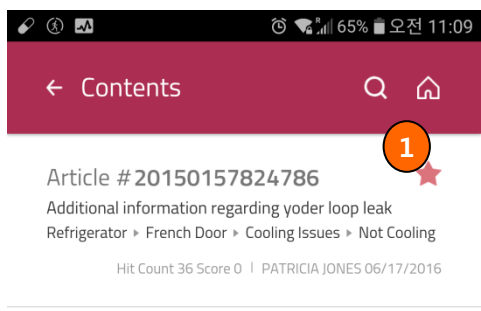 65% 오전 11:09
Contents
1
Article #20150157824786
Additional information regarding yoder loop leak
Refrigerator ▸ French Door ▸ Cooling Issues ▸ Not Cooling
Hit Count 36 Score 0 | PATRICIA JONES 06/17/2016